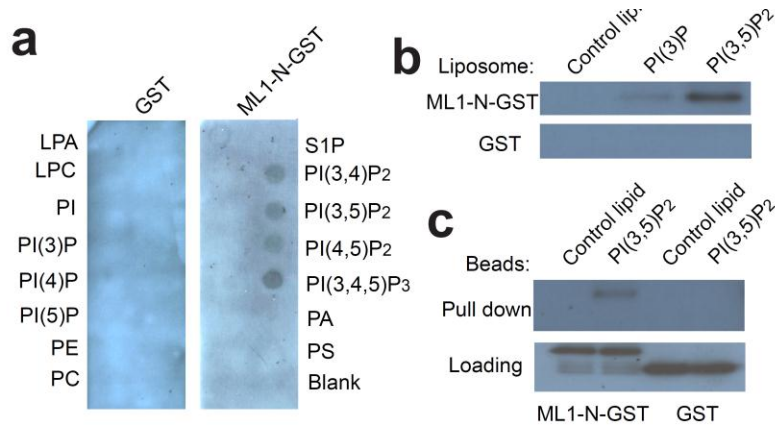 a
GST
ML1-N-GST
LPA
LPC
PI
PI(3)P
PI(4)P
PI(5)P
PE
PC
S1P
PI(3,4)P2
PI(3,5)P2
PI(4,5)P2
PI(3,4,5)P3
PA
PS
Blank
b
Liposome:
Control lipid
PI(3)P
PI(3,5)P2
ML1-N-GST
GST
c
Beads:
Control lipid
PI(3,5)P2
Control lipid
PI(3,5)P2
Pull down
Loading
ML1-N-GST
GST